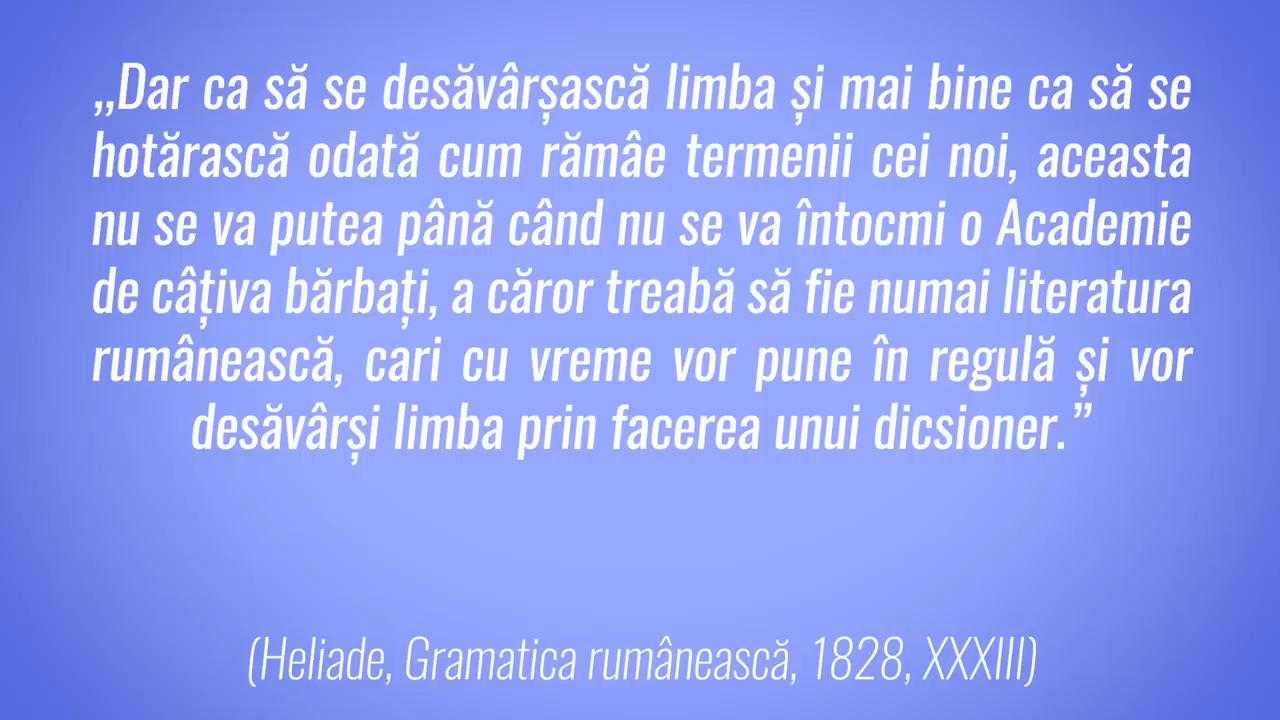 „Dar ca să se desăvârșască limba și mai bine ca să se
hotărască odată cum rămâe termenii cei noi, aceasta
nu se va putea până când nu se va întocmi o Academie
de câțiva bărbați, a căror treabă să fie numai literatura
rumânească, cari cu vreme vor pune în regulă și vor
desăvârși limba prin facerea unui dicsioner.”
(Heliade, Gramatica rumânească, 1828, XXXIII)